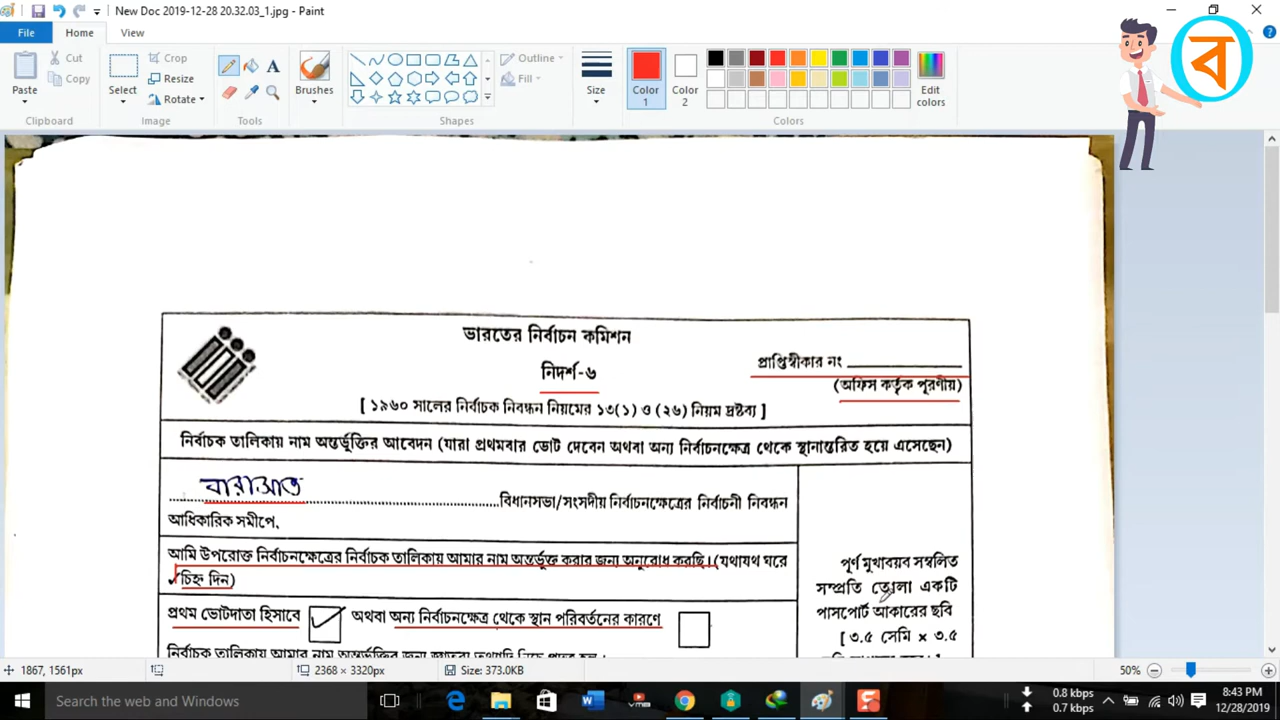 New Doc 2019-12-28 20.32.03_1.jpg - Paint
File
Home
View
Paste
Cut
Copy
Clipboard
Select
Crop
Resize
Rotate
Image
A
Tools
Brushes
Outline
Fill
Shapes
Size
Color 1
Color 2
Edit colors
Colors
ব
ভারতের নির্বাচন কমিশন
নিদর্শ-৬
প্রাপ্তিস্বীকার নং
(অফিস কর্তৃক পূরণীয়)
[ ১৯৬০ সালের নির্বাচক নিবন্ধন নিয়মের ১৩(১) ও (২৬) নিয়ম দ্রষ্টব্য ]
নির্বাচক তালিকায় নাম অন্তর্ভুক্তির আবেদন (যারা প্রথমবার ভোট দেবেন অথবা অন্য নির্বাচনক্ষেত্র থেকে স্থানান্তরিত হয়ে এসেছেন)
বারাসাত বিধানসভা/সংসদীয় নির্বাচনক্ষেত্রের নির্বাচনী নিবন্ধন
আধিকারিক সমীপে,
আমি উপরোক্ত নির্বাচনক্ষেত্রের নির্বাচক তালিকায় আমার নাম অন্তর্ভুক্ত করার জন্য অনুরোধ করছি। (যথাযথ ঘরে
✓চিহ্ন দিন)
প্রথম ভোটদাতা হিসাবে ✓ অথবা অন্য নির্বাচনক্ষেত্র থেকে স্থান পরিবর্তনের কারণে
পূর্ণ মুখাবয়ব সম্বলিত
সম্প্রতি তোলা একটি
পাসপোর্ট আকারের ছবি
[ ৩.৫ সেমি × ৩.৫
1867, 1561px
2368 × 3320px
Size: 373.0KB
50%
Search the web and Windows
0.8 kbps
0.7 kbps
8:43 PM
12/28/2019